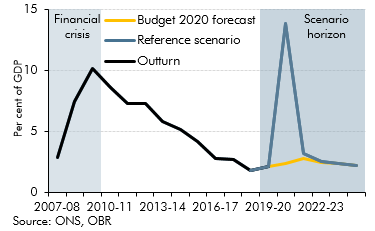 15
10
5
0
Per cent of GDP
Financial
crisis
Budget 2020 forecast
Reference scenario
Outturn
Scenario
horizon
2007-08 2010-11 2013-14 2016-17 2019-20 2022-23
Source: ONS, OBR